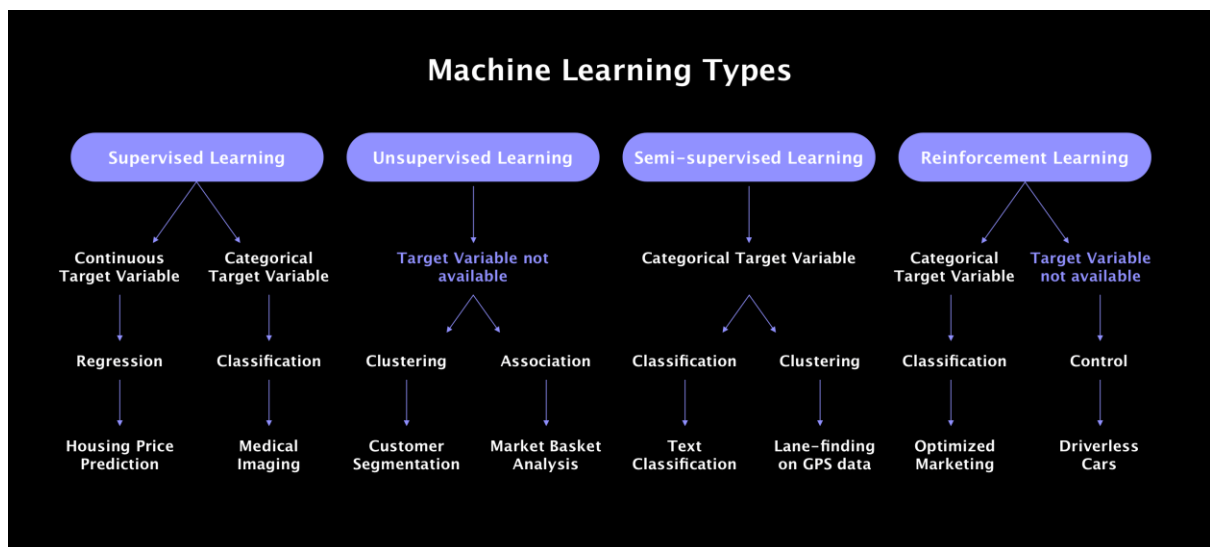 Machine Learning Types
Supervised Learning
Unsupervised Learning
Semi-supervised Learning
Reinforcement Learning
Continuous
Target Variable
Categorical
Target Variable
Target Variable not
available
Categorical Target Variable
Categorical
Target Variable
Target Variable
not available
Regression
Classification
Clustering
Association
Classification
Clustering
Classification
Control
Housing Price
Prediction
Medical
Imaging
Customer
Segmentation
Market Basket
Analysis
Text
Classification
Lane-finding
on GPS data
Optimized
Marketing
Driverless
Cars